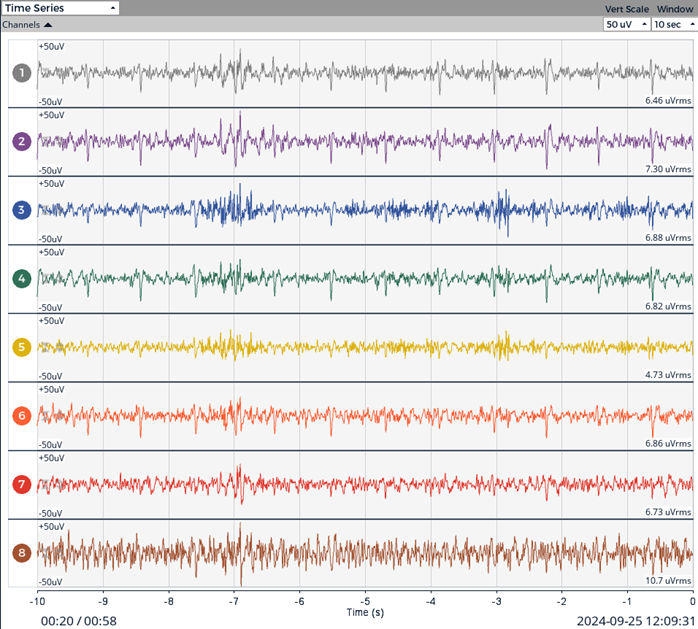 Time Series
Vert Scale Window
Channels
50 uV 10 sec
+50uV
1
-50uV 6.46 uVrms
+50uV
2
-50uV 7.30 uVrms
+50uV
3
-50uV 6.88 uVrms
+50uV
4
-50uV 6.82 uVrms
+50uV
5
-50uV 4.73 uVrms
+50uV
6
-50uV 6.86 uVrms
+50uV
7
-50uV 6.73 uVrms
+50uV
8
-50uV 10.7 uVrms
-10 -9 -8 -7 -6 -5 -4 -3 -2 -1 0
Time (s)
00:20 / 00:58 2024-09-25 12:09:31